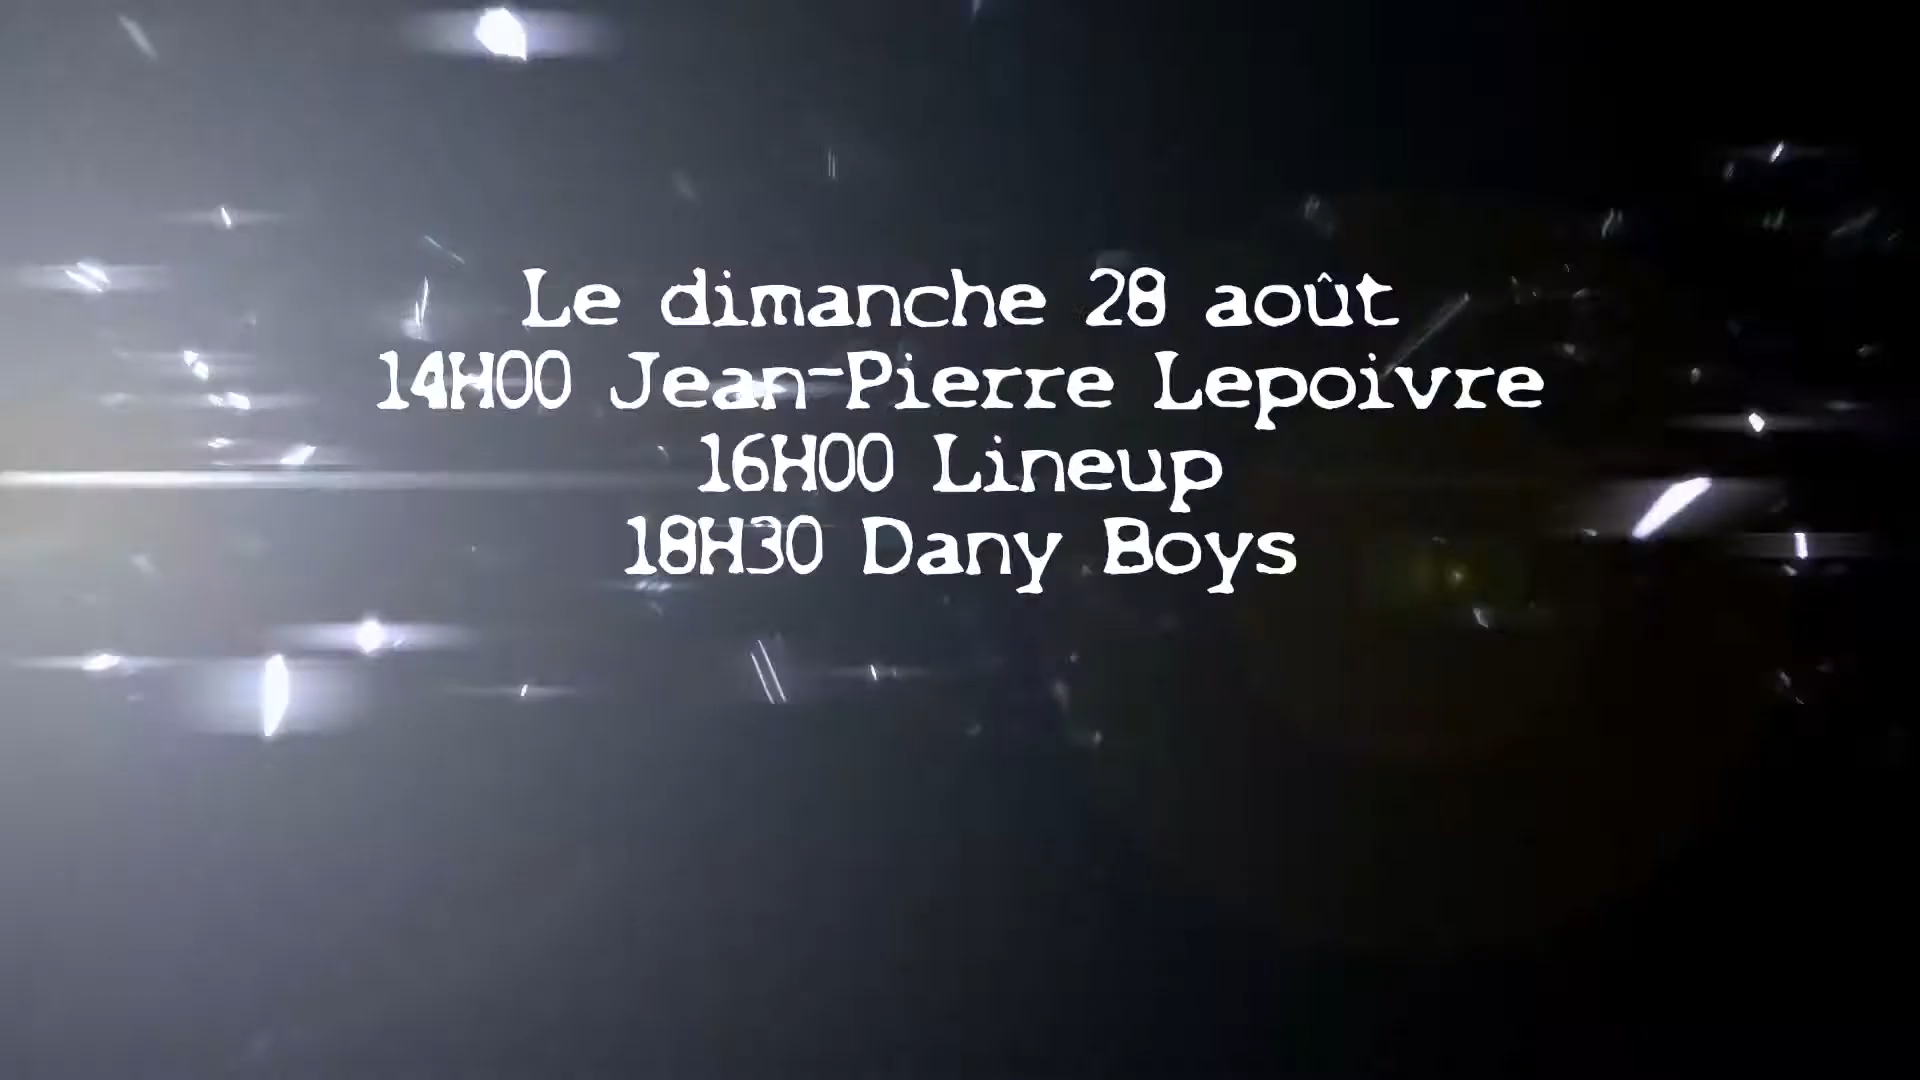 Le dimanche 28 août
14H00 Jean-Pierre Lepoivre
16H00 Lineup
18H30 Dany Boys